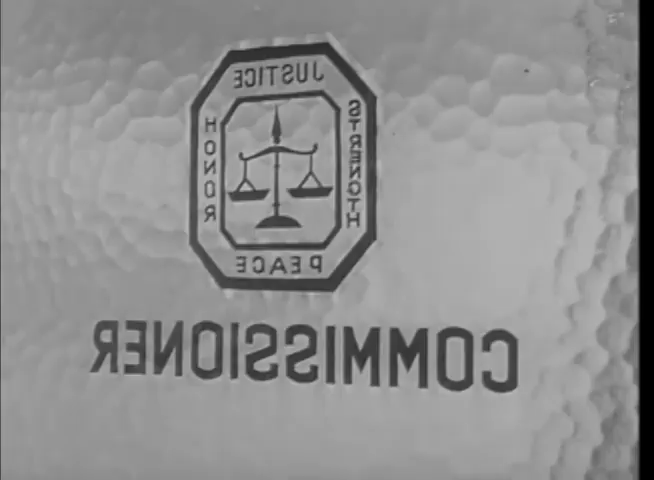 JUSTICE
STRENGTH
HONOR
PEACE
COMMISSIONER